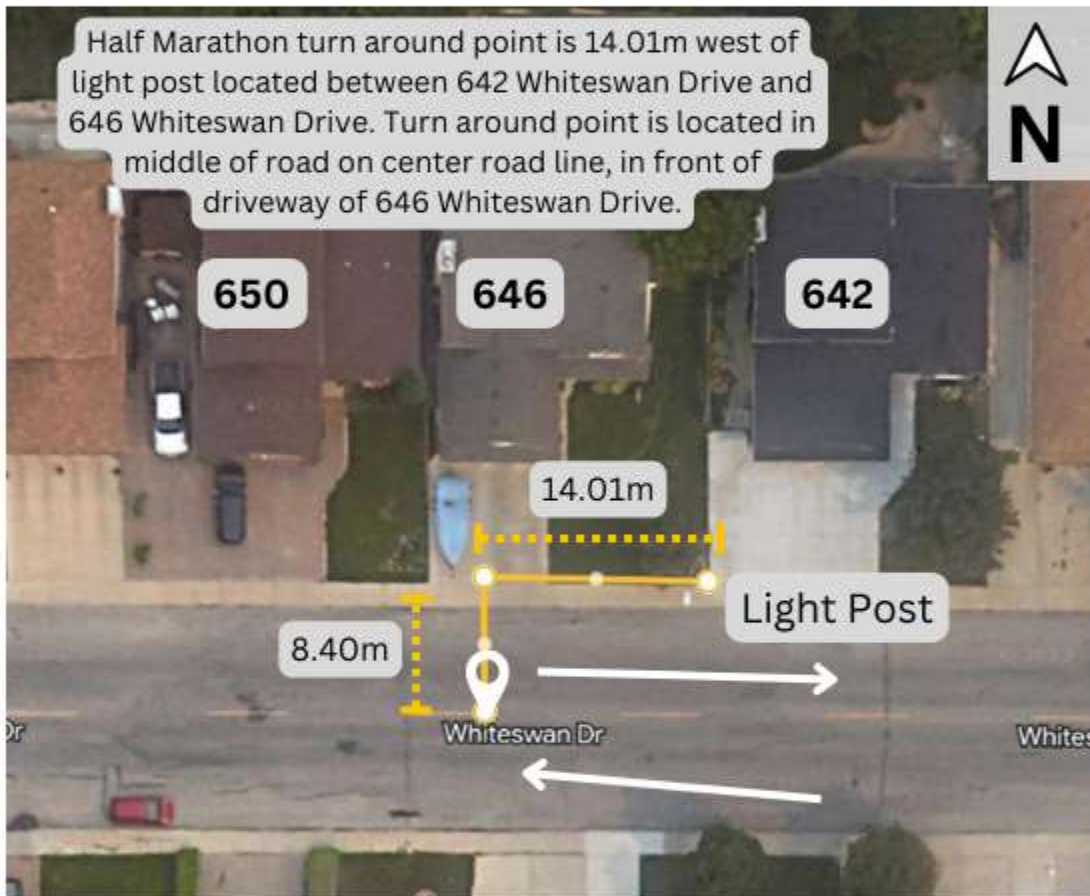 Half Marathon turn around point is 14.01m west of
light post located between 642 Whiteswan Drive and
646 Whiteswan Drive. Turn around point is located in
middle of road on center road line, in front of
driveway of 646 Whiteswan Drive.
N
650
646
642
14.01m
Light Post
8.40m
Dr
Whiteswan Dr
Whites